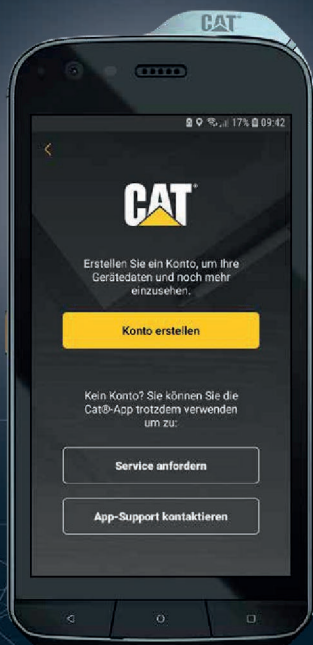 CAT
17% 09:42
CAT
Erstellen Sie ein Konto, um Ihre
Gerätedaten und noch mehr
einzusehen.
Konto erstellen
Kein Konto? Sie können Sie die
Cat®-App trotzdem verwenden
um zu:
Service anfordern
App-Support kontaktieren